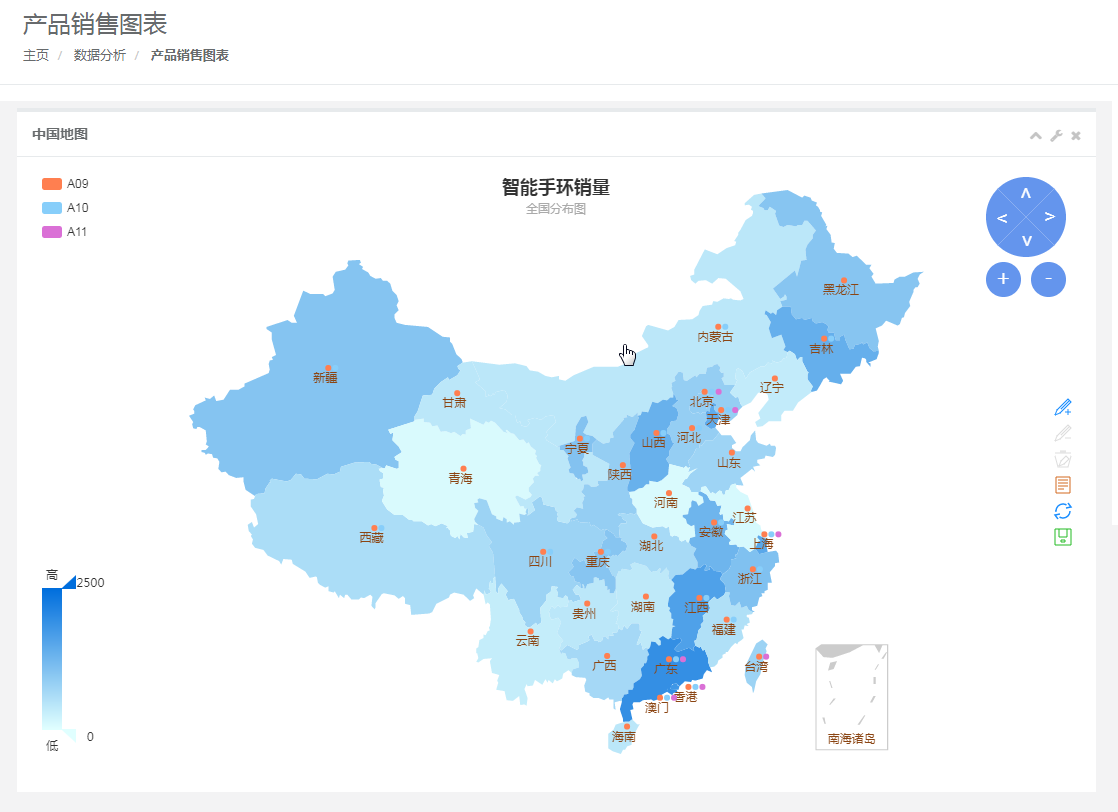 产品销售图表
主页 / 数据分析 / 产品销售图表
中国地图
A09
A10
A11
智能手环销量
全国分布图
黑龙江
内蒙古
吉林
新疆
辽宁
甘肃
北京
天津
宁夏
山西
河北
山东
陕西
青海
河南
江苏
西藏
安徽
上海
湖北
四川
重庆
浙江
湖南
江西
贵州
福建
云南
广西
广东
台湾
香港
澳门
海南
南海诸岛
高
2500
0
低